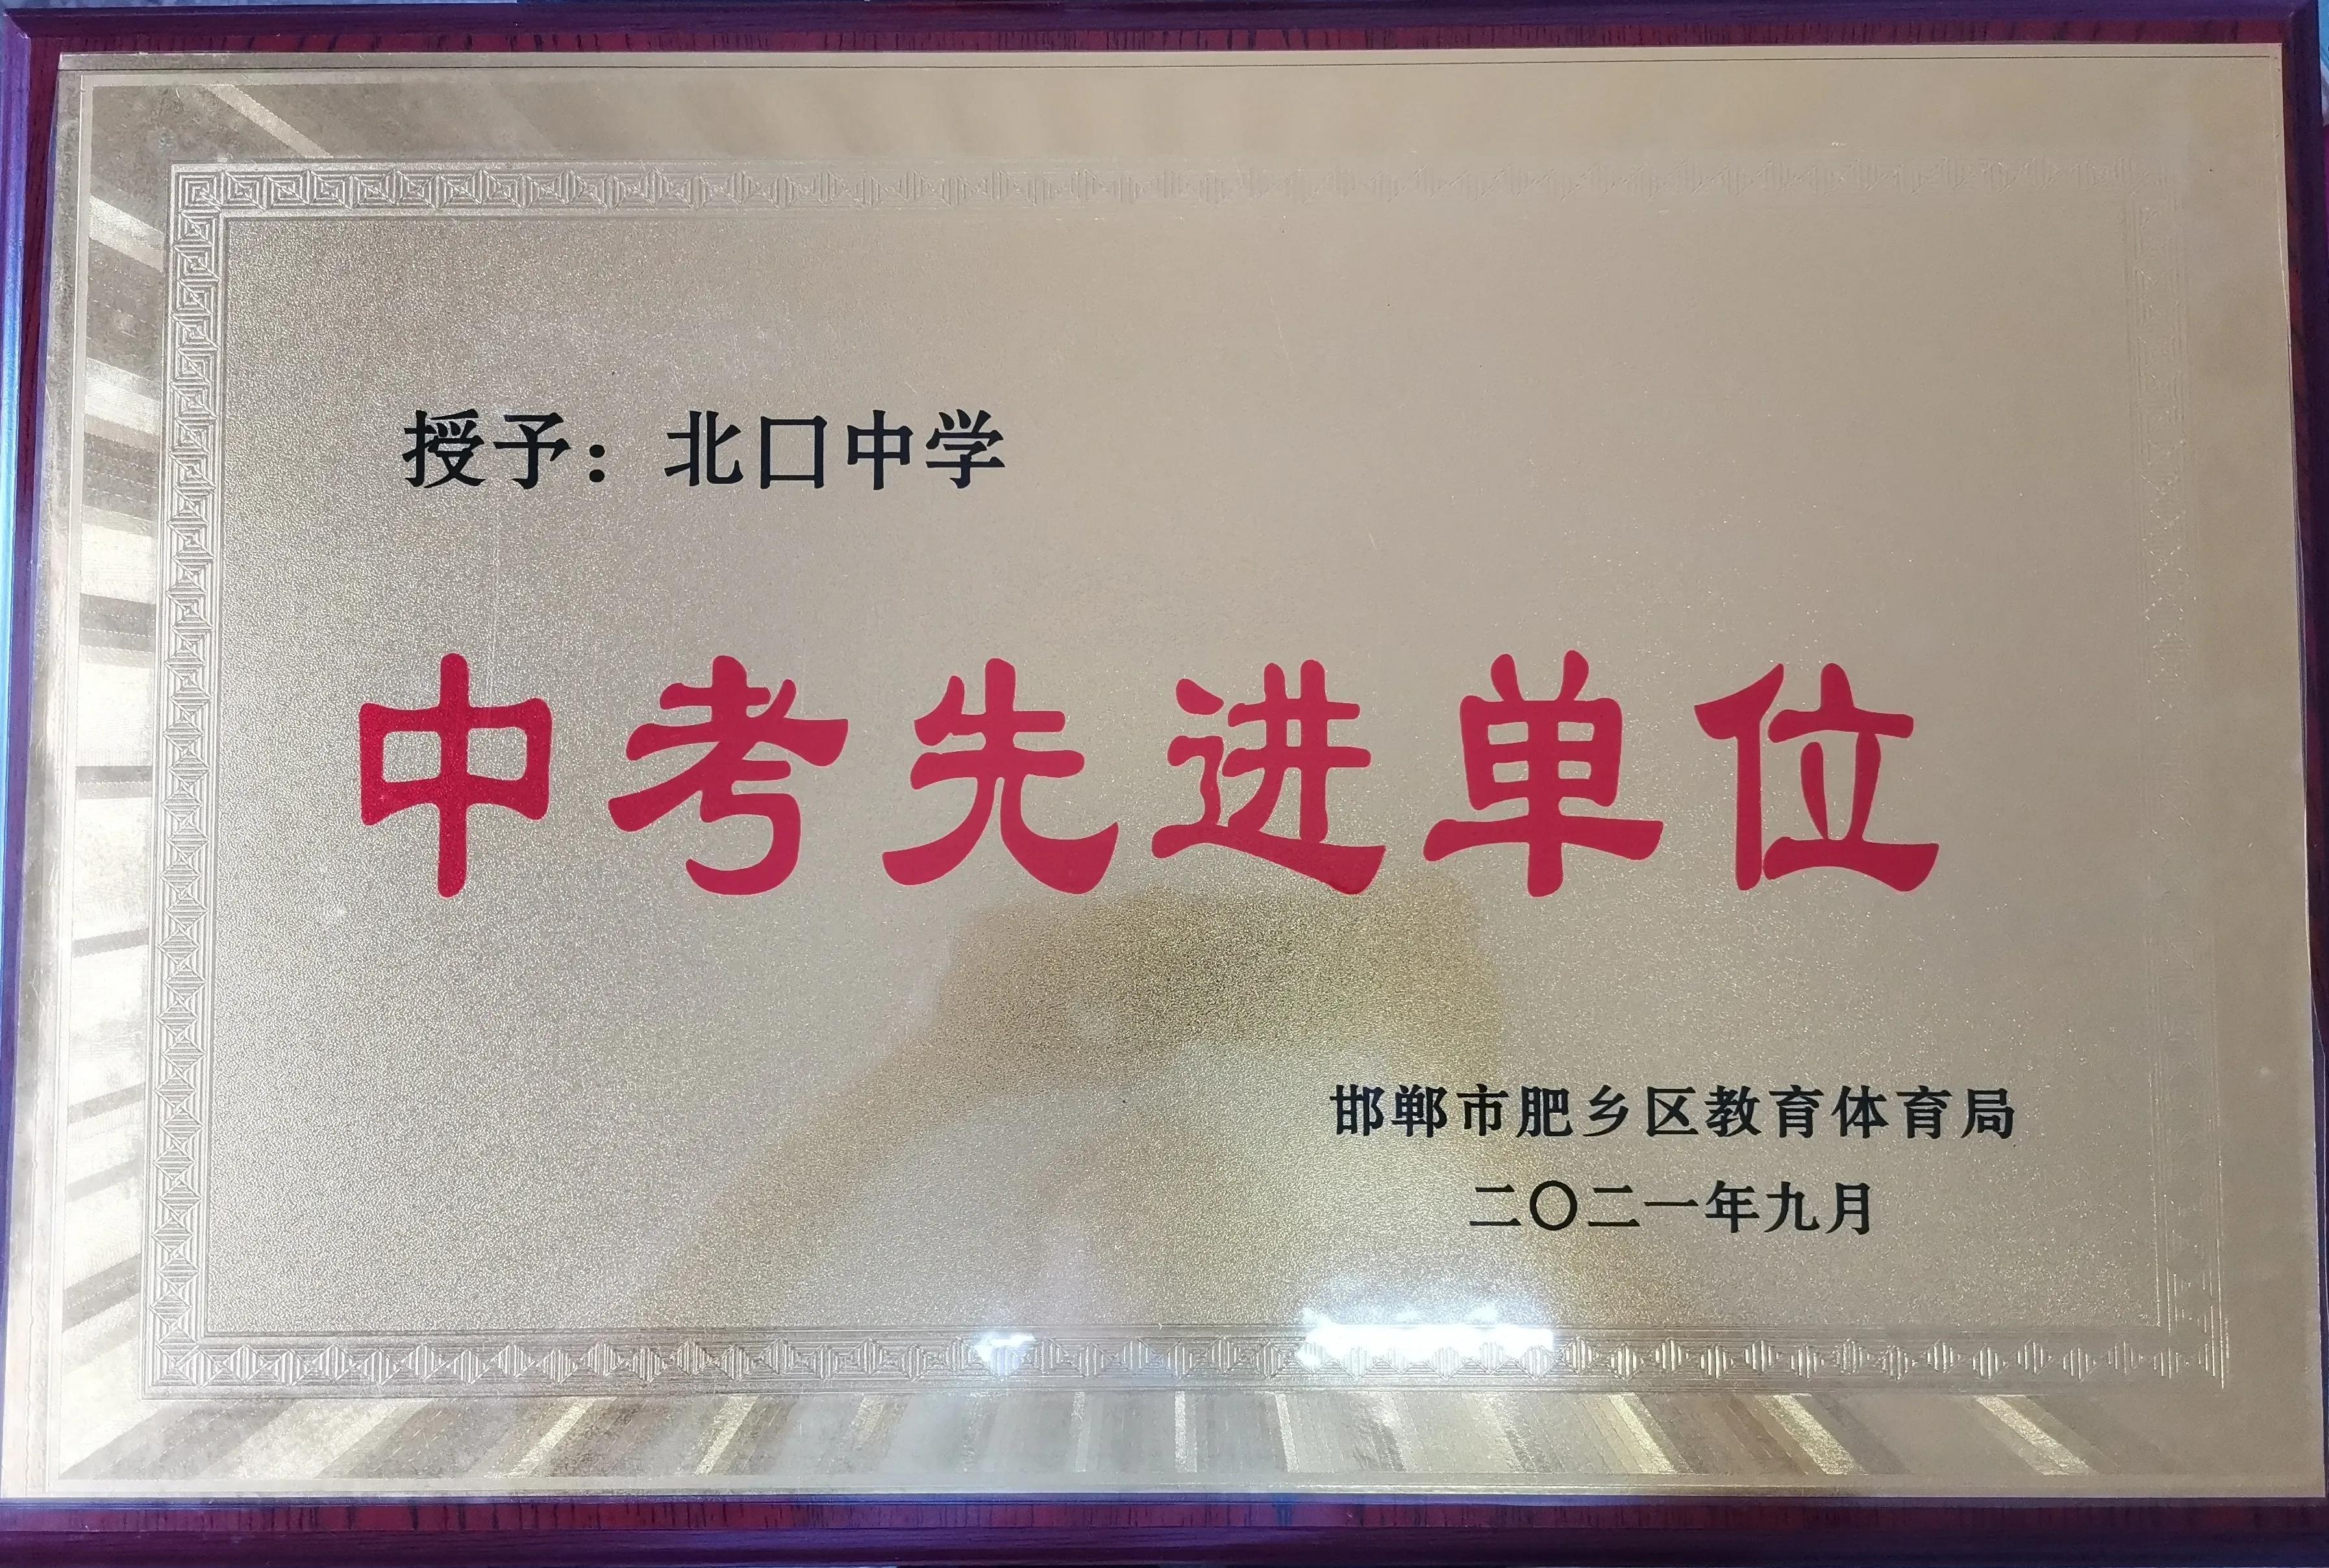 授予：北口中学
中考先进单位
邯郸市肥乡区教育体育局
二〇二一年九月